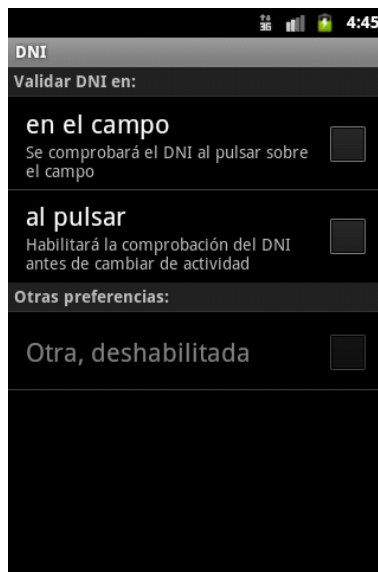 3G 4:45
DNI
Validar DNI en:
en el campo
Se comprobará el DNI al pulsar sobre
el campo
al pulsar
Habilitará la comprobación del DNI
antes de cambiar de actividad
Otras preferencias:
Otra, deshabilitada